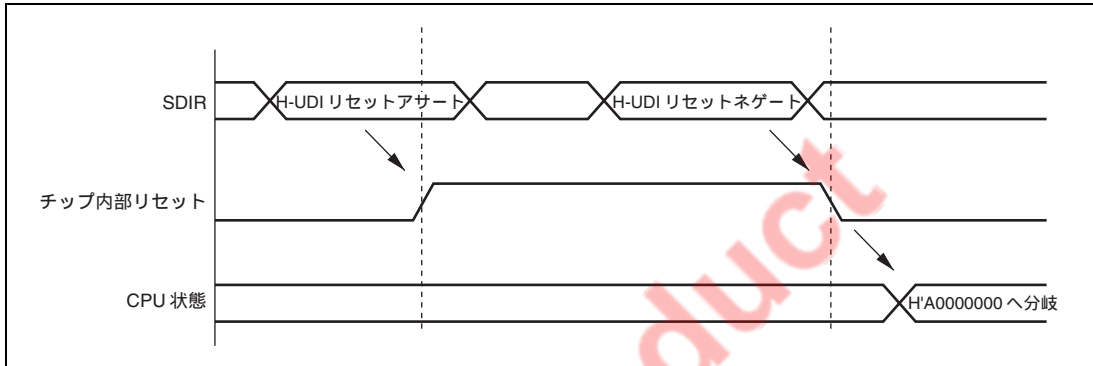 SDIR
H-UDI リセットアサート
H-UDI リセットネゲート
チップ内部リセット
CPU 状態
H'A0000000 へ分岐
duct